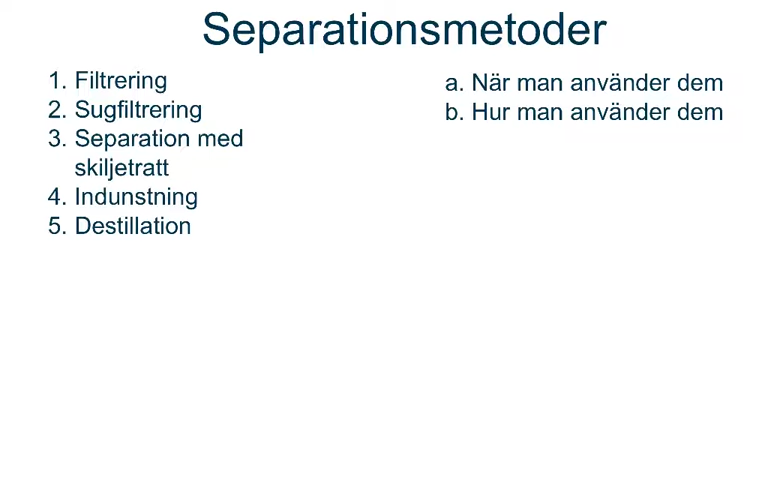 Separationsmetoder
1. Filtrering
2. Sugfiltrering
3. Separation med
skiljetratt
4. Indunstning
5. Destillation
a. När man använder dem
b. Hur man använder dem